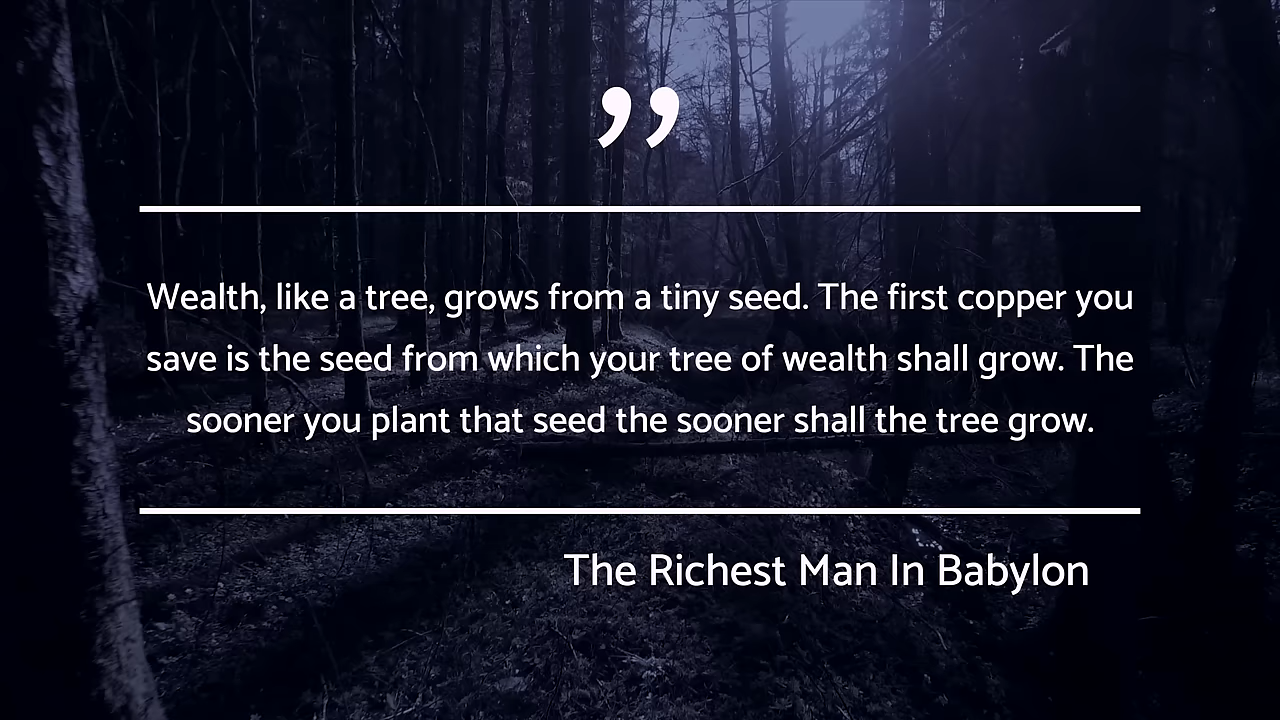 ”
Wealth, like a tree, grows from a tiny seed. The first copper you
save is the seed from which your tree of wealth shall grow. The
sooner you plant that seed the sooner shall the tree grow.
The Richest Man In Babylon